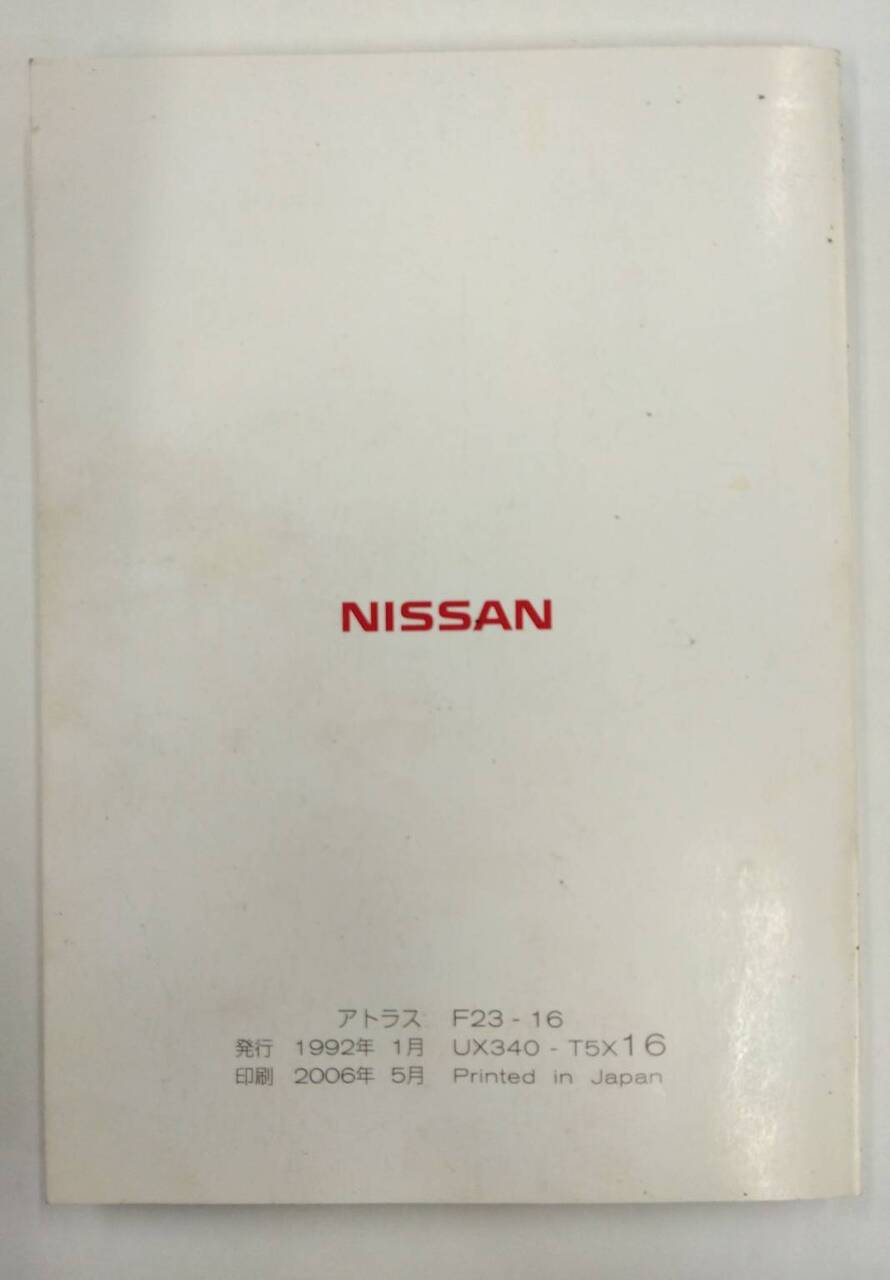 NISSAN
アトラス F23 - 16
発行 1992年 1月 UX340 - T5X16
印刷 2006年 5月 Printed in Japan